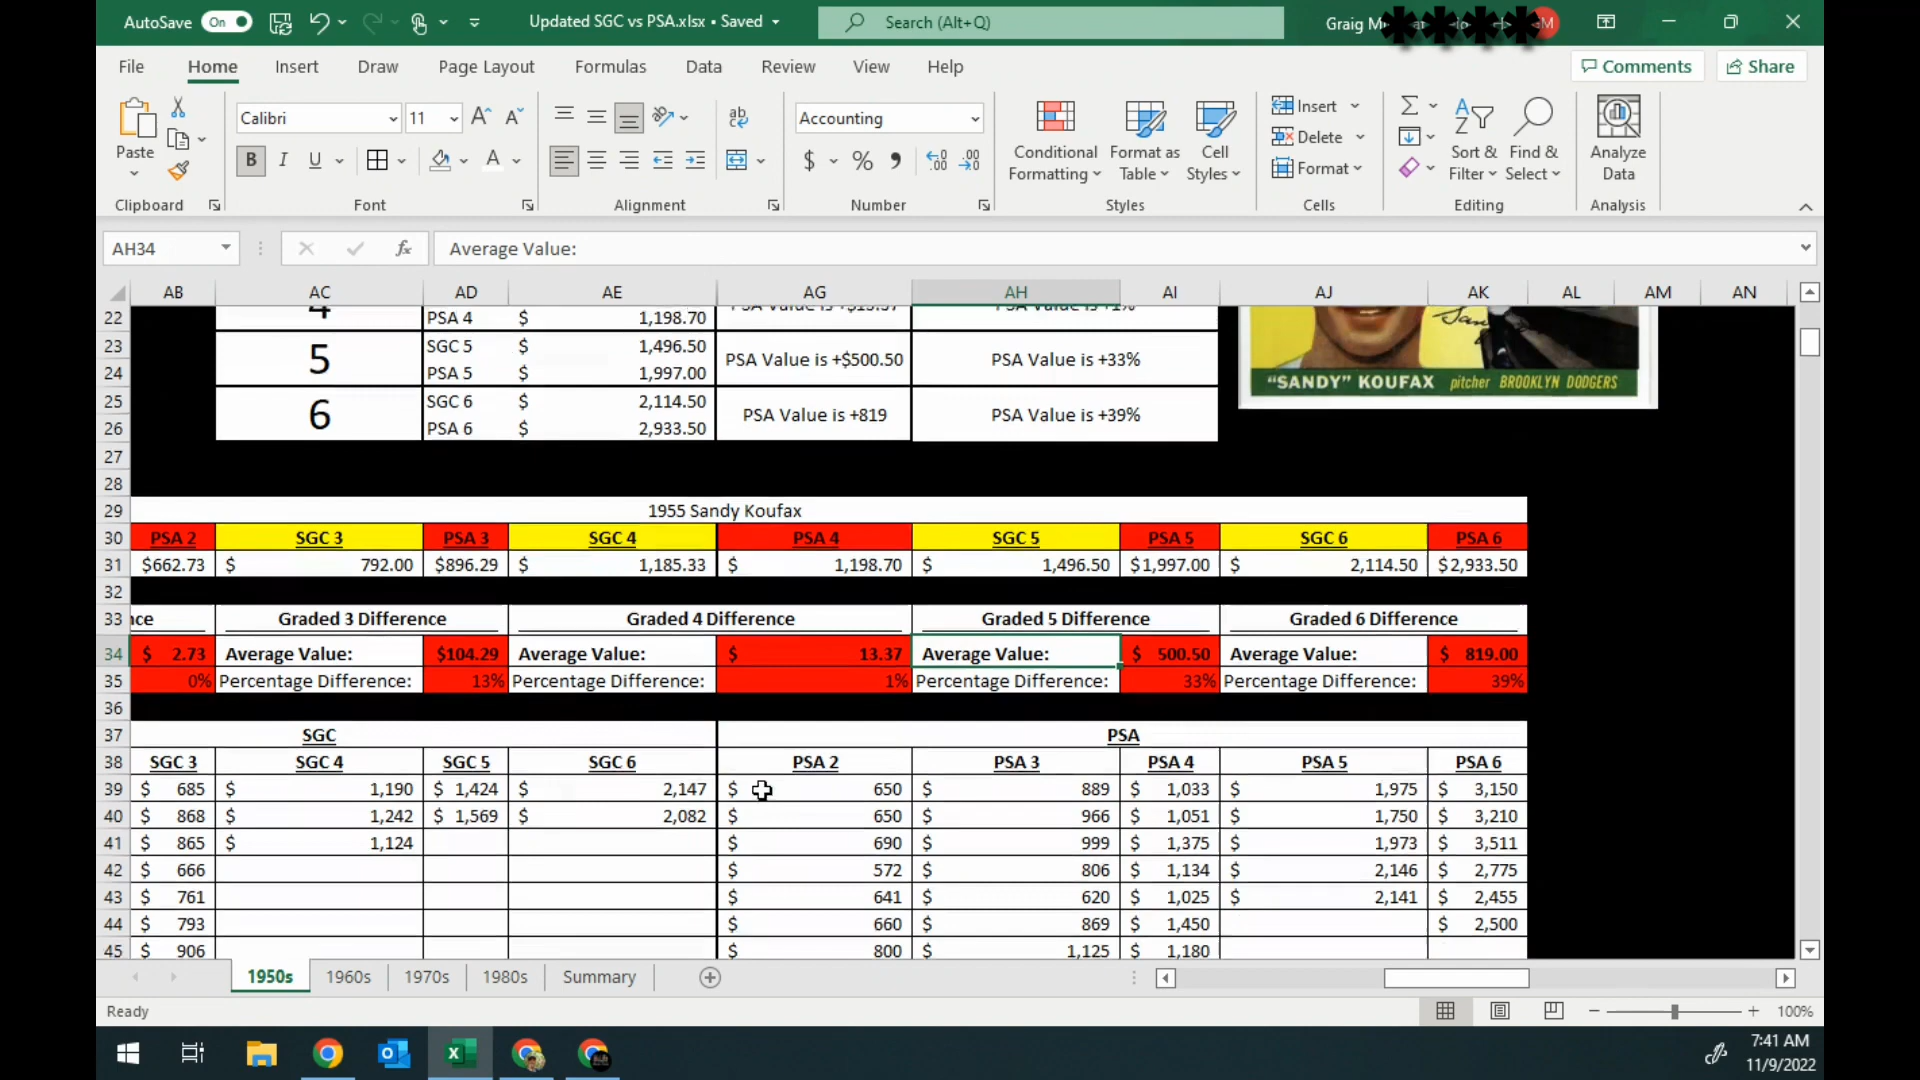 AutoSave On Updated SGC vs PSA.xlsx • Saved Search (Alt+Q) Graig M
File Home Insert Draw Page Layout Formulas Data Review View Help Comments Share
Paste Calibri 11 Accounting Conditional Formatting Format as Table Cell Styles Insert Delete Format Sort & Filter Find & Select Analyze Data
Clipboard Font Alignment Number Styles Cells Editing Analysis
AH34 fx Average Value:
AB AC AD AE AG AH AI AJ AK AL AM AN
22 PSA 4 $ 1,198.70
23 5 SGC 5 $ 1,496.50 PSA Value is +$500.50 PSA Value is +33%
24 PSA 5 $ 1,997.00
"SANDY" KOUFAX pitcher BROOKLYN DODGERS
25 6 SGC 6 $ 2,114.50 PSA Value is +819 PSA Value is +39%
26 PSA 6 $ 2,933.50
27
28
29 1955 Sandy Koufax
30 PSA 2 SGC 3 PSA 3 SGC 4 PSA 4 SGC 5 PSA 5 SGC 6 PSA 6
31 $662.73 $ 792.00 $896.29 $ 1,185.33 $ 1,198.70 $ 1,496.50 $1,997.00 $ 2,114.50 $2,933.50
32
33 nce Graded 3 Difference Graded 4 Difference Graded 5 Difference Graded 6 Difference
34 $ 2.73 Average Value: $104.29 Average Value: $ 13.37 Average Value: $ 500.50 Average Value: $ 819.00
35 0% Percentage Difference: 13% Percentage Difference: 1% Percentage Difference: 33% Percentage Difference: 39%
36
37 SGC PSA
38 SGC 3 SGC 4 SGC 5 SGC 6 PSA 2 PSA 3 PSA 4 PSA 5 PSA 6
39 $ 685 $ 1,190 $ 1,424 $ 2,147 $ 650 $ 889 $ 1,033 $ 1,975 $ 3,150
40 $ 868 $ 1,242 $ 1,569 $ 2,082 $ 650 $ 966 $ 1,051 $ 1,750 $ 3,210
41 $ 865 $ 1,124 $ 690 $ 999 $ 1,375 $ 1,973 $ 3,511
42 $ 666 $ 572 $ 806 $ 1,134 $ 2,146 $ 2,775
43 $ 761 $ 641 $ 620 $ 1,025 $ 2,141 $ 2,455
44 $ 793 $ 660 $ 869 $ 1,450 $ 2,500
45 $ 906 $ 800 $ 1,125 $ 1,180
1950s 1960s 1970s 1980s Summary
Ready 100%
7:41 AM
11/9/2022